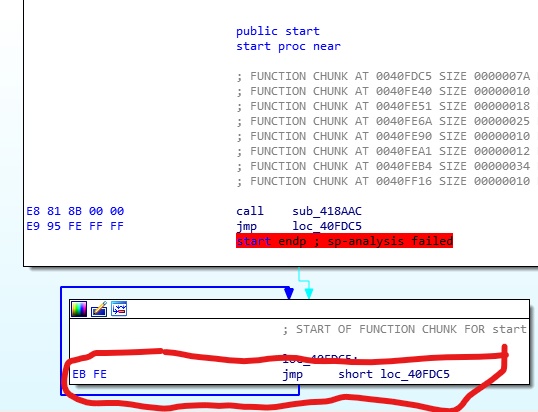 public start
start proc near
; FUNCTION CHUNK AT 0040FDC5 SIZE 0000007A
; FUNCTION CHUNK AT 0040FE40 SIZE 00000010
; FUNCTION CHUNK AT 0040FE51 SIZE 00000018
; FUNCTION CHUNK AT 0040FE6A SIZE 00000025
; FUNCTION CHUNK AT 0040FE90 SIZE 00000010
; FUNCTION CHUNK AT 0040FEA1 SIZE 00000012
; FUNCTION CHUNK AT 0040FEB4 SIZE 00000034
; FUNCTION CHUNK AT 0040FF16 SIZE 00000010
E8 81 8B 00 00 call sub_418AAC
E9 95 FE FF FF jmp loc_40FDC5
start endp ; sp-analysis failed
; START OF FUNCTION CHUNK FOR start
loc_40FDC5:
EB FE jmp short loc_40FDC5